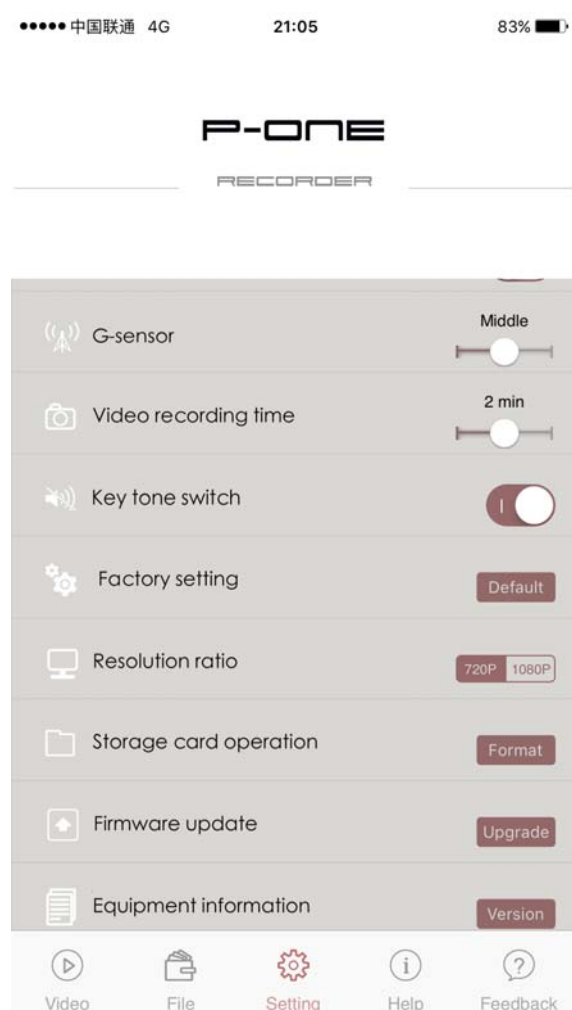 中国联通 4G 21:05 83%
P-ONE
RECORDER
Middle
G-sensor
2 min
Video recording time
Key tone switch
Factory setting Default
Resolution ratio 720P 1080P
Storage card operation Format
Firmware update Upgrade
Equipment information Version
Video File Setting Help Feedback